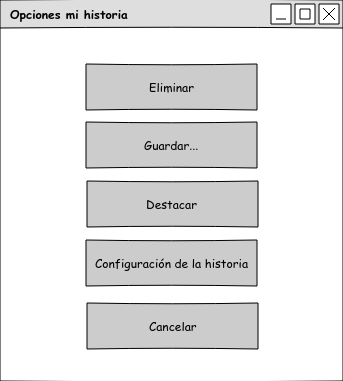 Opciones mi historia
Eliminar
Guardar...
Destacar
Configuración de la historia
Cancelar